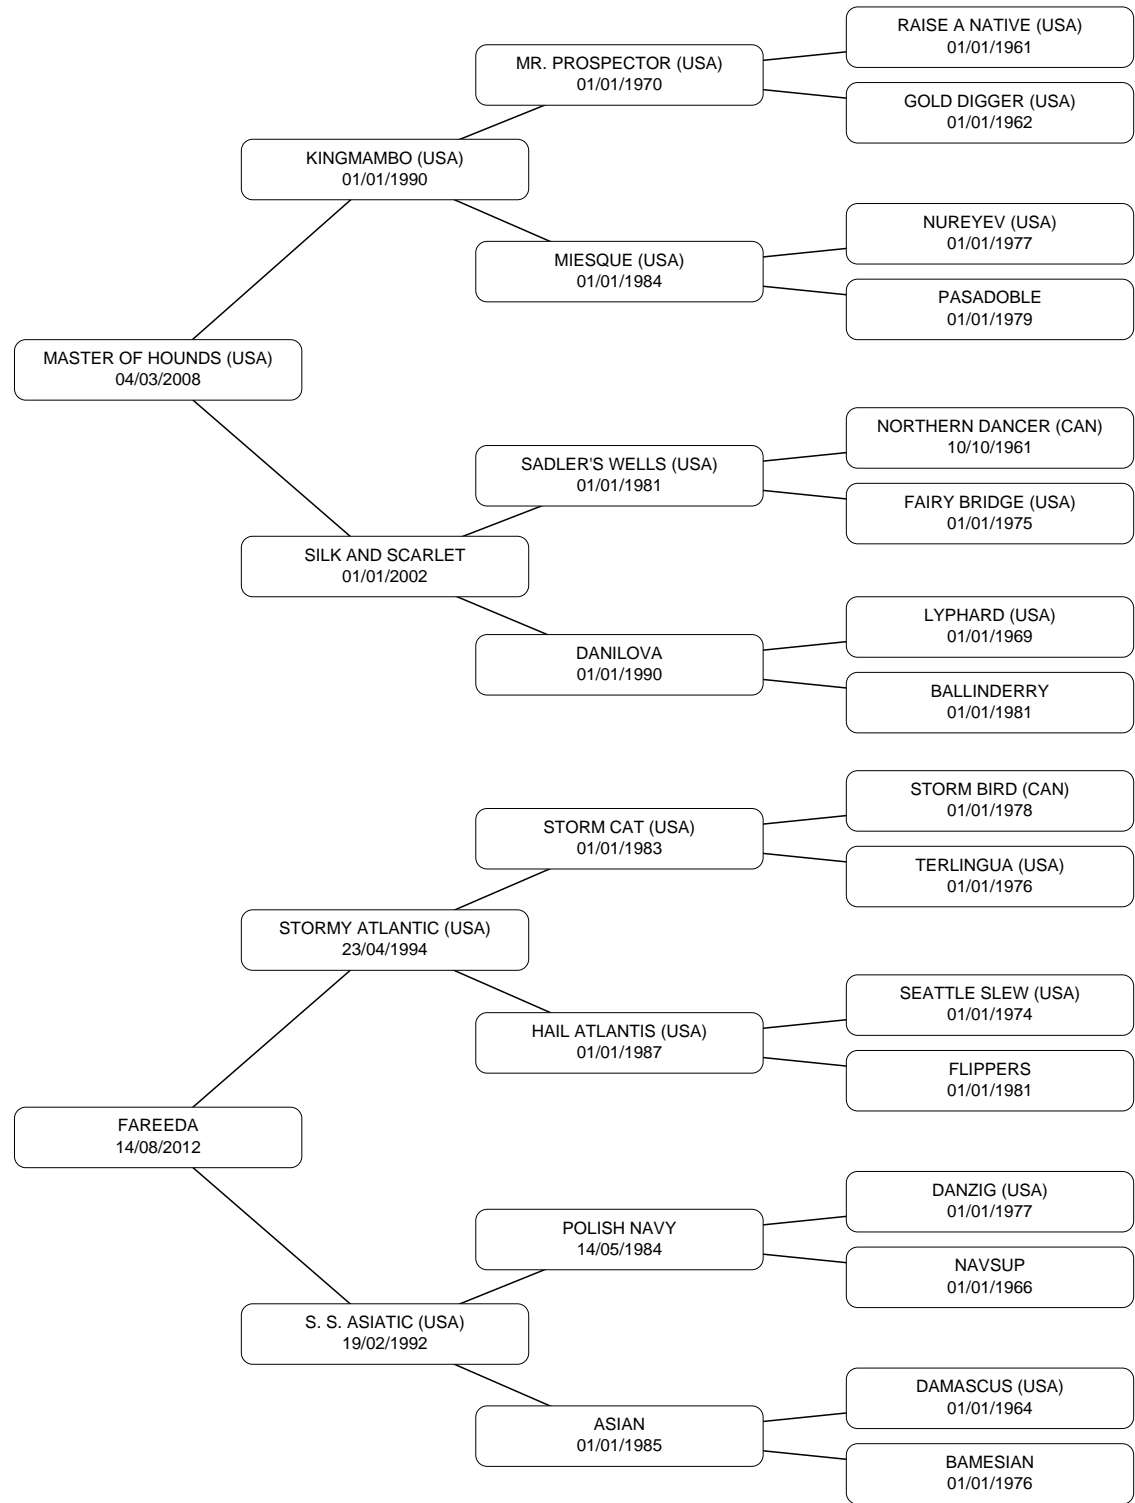 RAISE A NATIVE (USA)
01/01/1961
MR. PROSPECTOR (USA)
01/01/1970
GOLD DIGGER (USA)
01/01/1962
KINGMAMBO (USA)
01/01/1990
NUREYEV (USA)
01/01/1977
MIESQUE (USA)
01/01/1984
PASADOBLE
01/01/1979
MASTER OF HOUNDS (USA)
04/03/2008
NORTHERN DANCER (CAN)
10/10/1961
SADLER'S WELLS (USA)
01/01/1981
FAIRY BRIDGE (USA)
01/01/1975
SILK AND SCARLET
01/01/2002
LYPHARD (USA)
01/01/1969
DANILOVA
01/01/1990
BALLINDERRY
01/01/1981
STORM BIRD (CAN)
01/01/1978
STORM CAT (USA)
01/01/1983
TERLINGUA (USA)
01/01/1976
STORMY ATLANTIC (USA)
23/04/1994
SEATTLE SLEW (USA)
01/01/1974
HAIL ATLANTIS (USA)
01/01/1987
FLIPPERS
01/01/1981
FAREEDA
14/08/2012
DANZIG (USA)
01/01/1977
POLISH NAVY
14/05/1984
NAVSUP
01/01/1966
S. S. ASIATIC (USA)
19/02/1992
DAMASCUS (USA)
01/01/1964
ASIAN
01/01/1985
BAMESIAN
01/01/1976